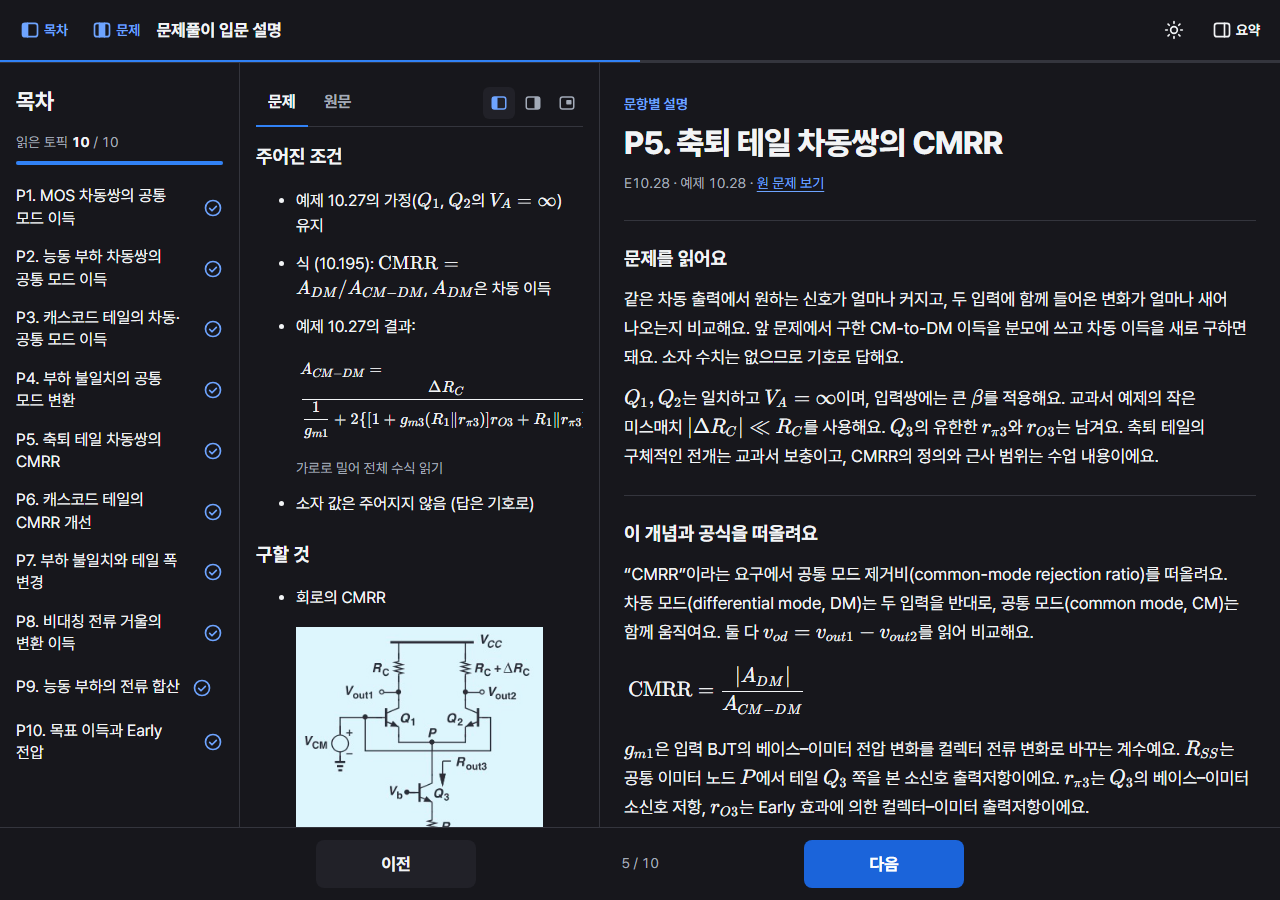 목차 문제 문제풀이 입문 설명 요약
목차
읽은 토픽 10 / 10
P1. MOS 차동쌍의 공통
모드 이득
P2. 능동 부하 차동쌍의
공통 모드 이득
P3. 캐스코드 테일의 차동·
공통 모드 이득
P4. 부하 불일치의 공통
모드 변환
P5. 축퇴 테일 차동쌍의
CMRR
P6. 캐스코드 테일의
CMRR 개선
P7. 부하 불일치와 테일 폭
변경
P8. 비대칭 전류 거울의
변환 이득
P9. 능동 부하의 전류 합산
P10. 목표 이득과 Early
전압
문제 원문
주어진 조건
• 예제 10.27의 가정(Q1, Q2의 VA = ∞)
유지
• 식 (10.195): CMRR =
ADM/ACM−DM, ADM은 차동 이득
• 예제 10.27의 결과:
ACM−DM =
ΔRC
1
gm1
+ 2{[1 + gm3(R1∥rπ3)]rO3 + R1∥rπ3
가로로 밀어 전체 수식 읽기
• 소자 값은 주어지지 않음 (답은 기호로)
구할 것
• 회로의 CMRR
VCC
RC RC + ΔRC
Vout1 Vout2
Q1 Q2
P
VCM + −
Rout3
Vb Q3
문항별 설명
P5. 축퇴 테일 차동쌍의 CMRR
E10.28 · 예제 10.28 · 원 문제 보기
문제를 읽어요
같은 차동 출력에서 원하는 신호가 얼마나 커지고, 두 입력에 함께 들어온 변화가 얼마나 새어
나오는지 비교해요. 앞 문제에서 구한 CM-to-DM 이득을 분모에 쓰고 차동 이득을 새로 구하면
돼요. 소자 수치는 없으므로 기호로 답해요.
Q1, Q2는 일치하고 VA = ∞이며, 입력쌍에는 큰 β를 적용해요. 교과서 예제의 작은
미스매치 |ΔRC| ≪ RC를 사용해요. Q3의 유한한 rπ3와 rO3는 남겨요. 축퇴 테일의
구체적인 전개는 교과서 보충이고, CMRR의 정의와 근사 범위는 수업 내용이에요.
이 개념과 공식을 떠올려요
“CMRR”이라는 요구에서 공통 모드 제거비(common-mode rejection ratio)를 떠올려요.
차동 모드(differential mode, DM)는 두 입력을 반대로, 공통 모드(common mode, CM)는
함께 움직여요. 둘 다 vod = vout1 − vout2를 읽어 비교해요.
CMRR = |ADM|
ACM−DM
gm1은 입력 BJT의 베이스–이미터 전압 변화를 컬렉터 전류 변화로 바꾸는 계수예요. RSS는
공통 이미터 노드 P에서 테일 Q3 쪽을 본 소신호 출력저항이에요. rπ3는 Q3의 베이스–이미터
소신호 저항, rO3는 Early 효과에 의한 컬렉터–이미터 출력저항이에요.
이전 5 / 10 다음